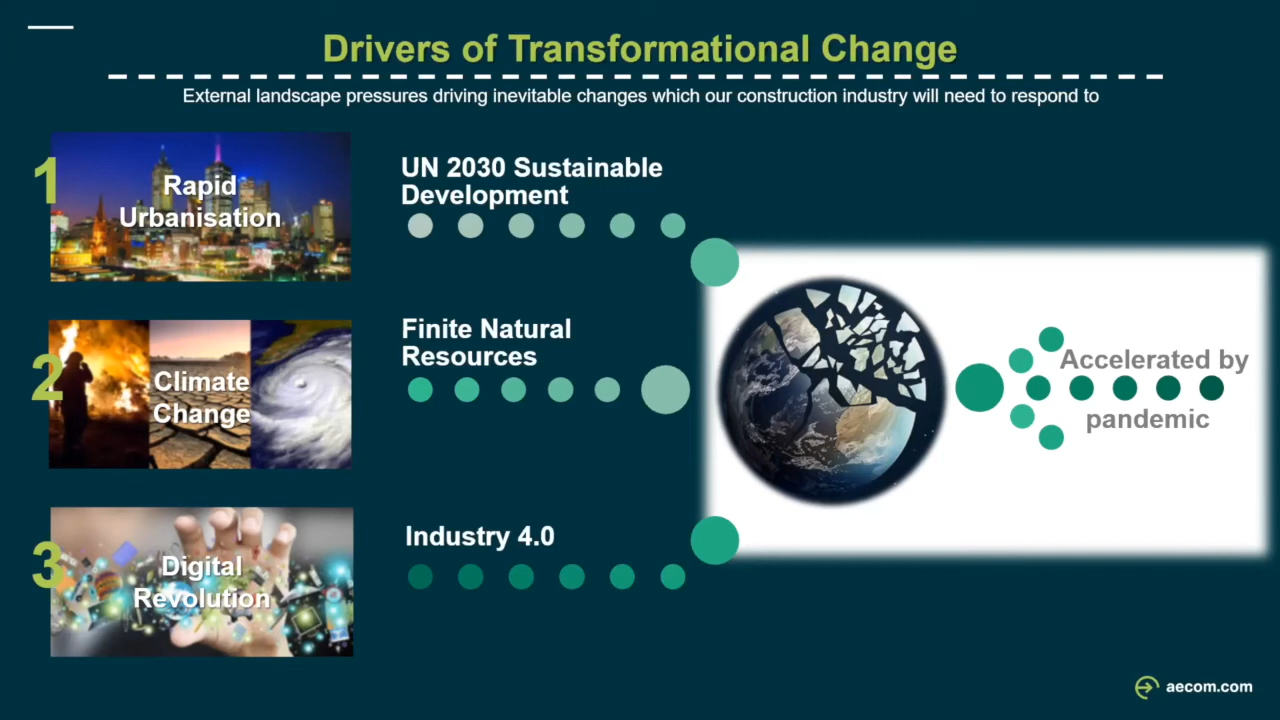 Drivers of Transformational Change
External landscape pressures driving inevitable changes which our construction industry will need to respond to
1
Rapid
Urbanisation
UN 2030 Sustainable
Development
2
Climate
Change
Finite Natural
Resources
Accelerated by
pandemic
3
Digital
Revolution
Industry 4.0
aecom.com